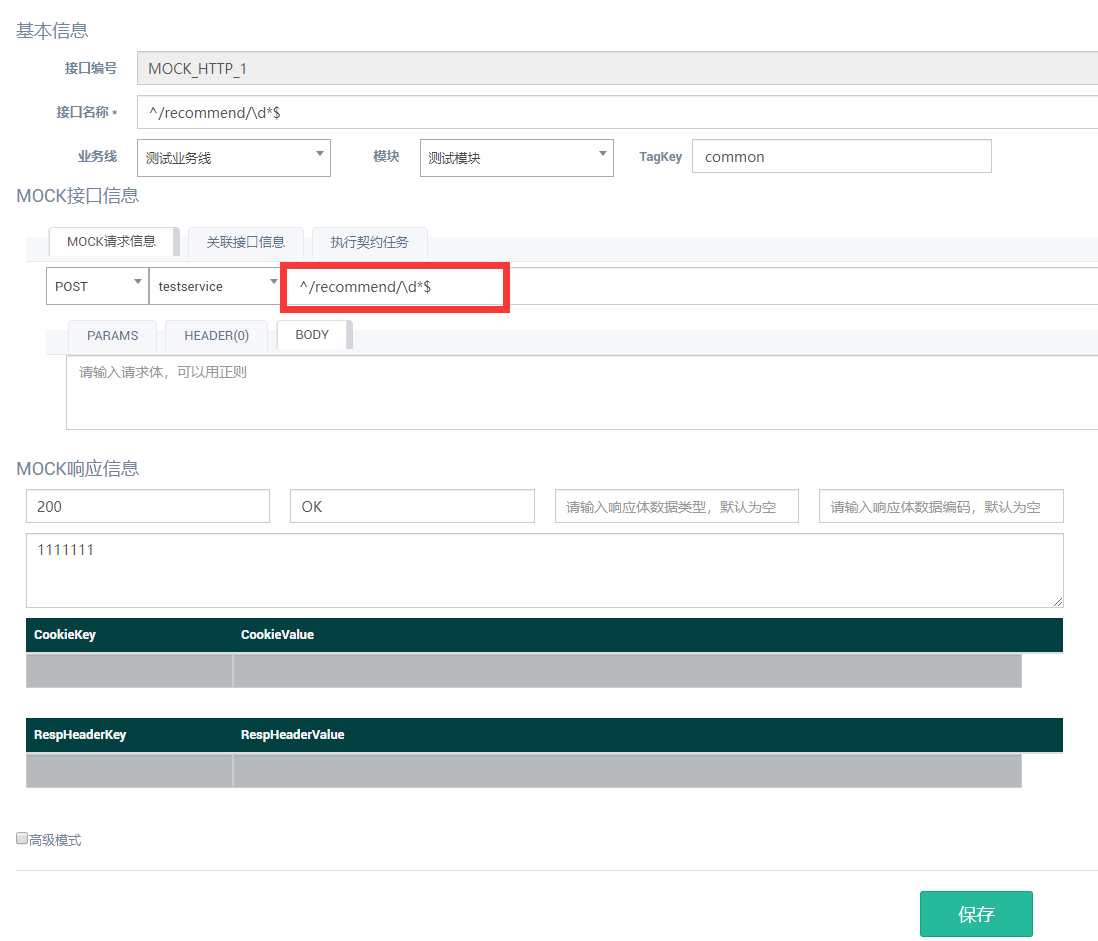 基本信息
接口编号 MOCK_HTTP_1
接口名称 * ^/recommend/\d*$
业务线 测试业务线 模块 测试模块 TagKey common
MOCK接口信息
MOCK请求信息 关联接口信息 执行契约任务
POST testservice ^/recommend/\d*$
PARAMS HEADER(0) BODY
请输入请求体，可以用正则
MOCK响应信息
200 OK 请输入响应体数据类型，默认为空 请输入响应体数据编码，默认为空
1111111
CookieKey CookieValue
RespHeaderKey RespHeaderValue
高级模式
保存